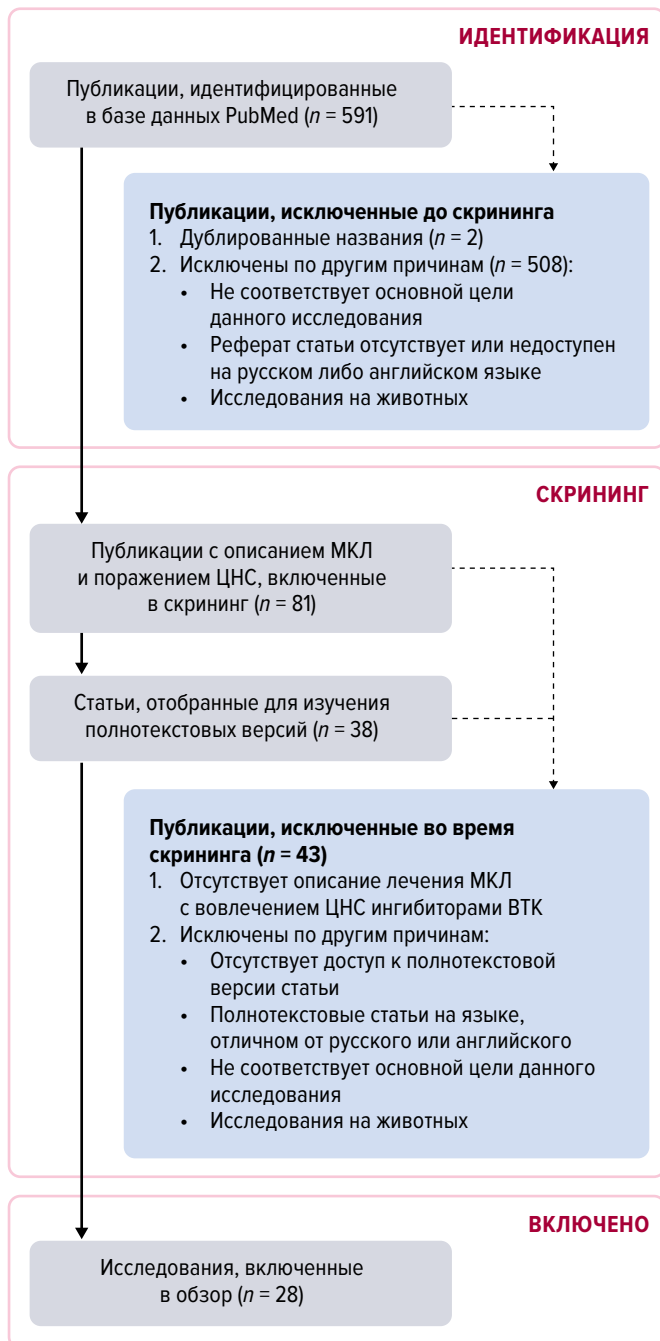 ИДЕНТИФИКАЦИЯ
Публикации, идентифицированные
в базе данных PubMed (n = 591)
Публикации, исключенные до скрининга
1. Дублированные названия (n = 2)
2. Исключены по другим причинам (n = 508):
• Не соответствует основной цели
данного исследования
• Реферат статьи отсутствует или недоступен
на русском либо английском языке
• Исследования на животных
СКРИНИНГ
Публикации с описанием МКЛ
и поражением ЦНС, включенные
в скрининг (n = 81)
Статьи, отобранные для изучения
полнотекстовых версий (n = 38)
Публикации, исключенные во время
скрининга (n = 43)
1. Отсутствует описание лечения МКЛ
с вовлечением ЦНС ингибиторами BTK
2. Исключены по другим причинам:
• Отсутствует доступ к полнотекстовой
версии статьи
• Полнотекстовые статьи на языке,
отличном от русского или английского
• Не соответствует основной цели данного
исследования
• Исследования на животных
ВКЛЮЧЕНО
Исследования, включенные
в обзор (n = 28)